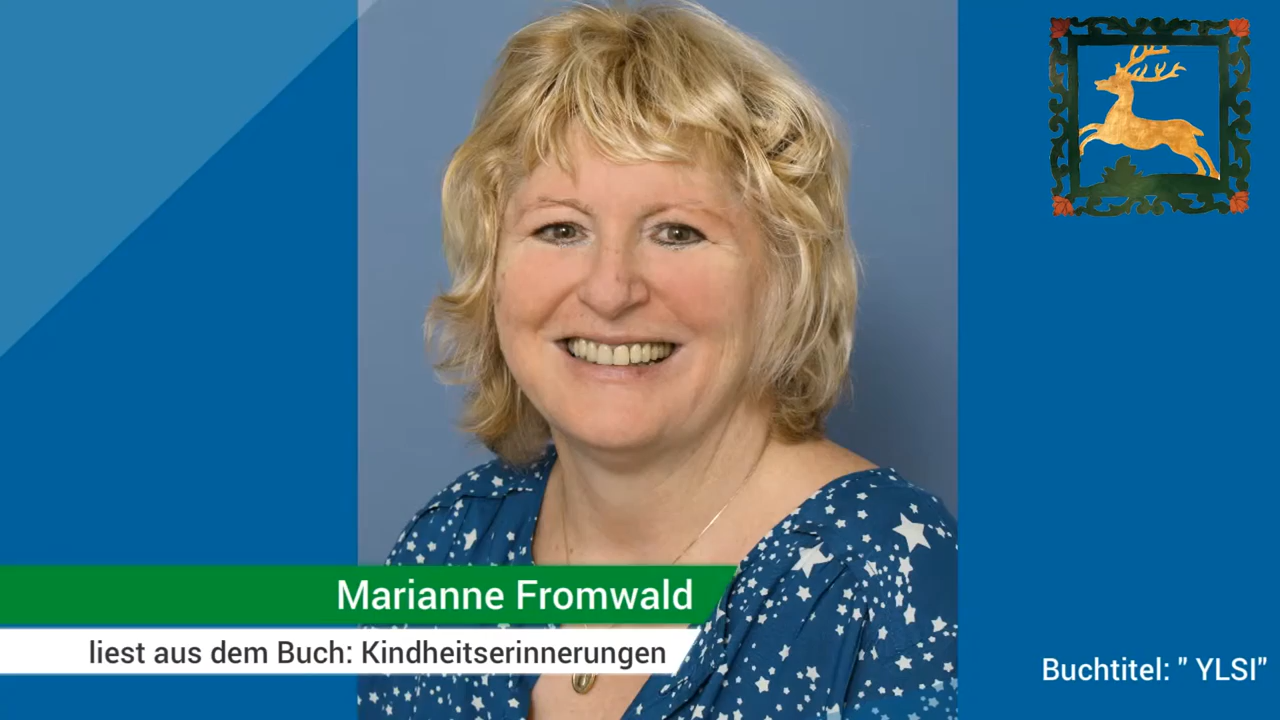 Marianne Fromwald
liest aus dem Buch: Kindheitserinnerungen
Buchtitel: " YLSI"